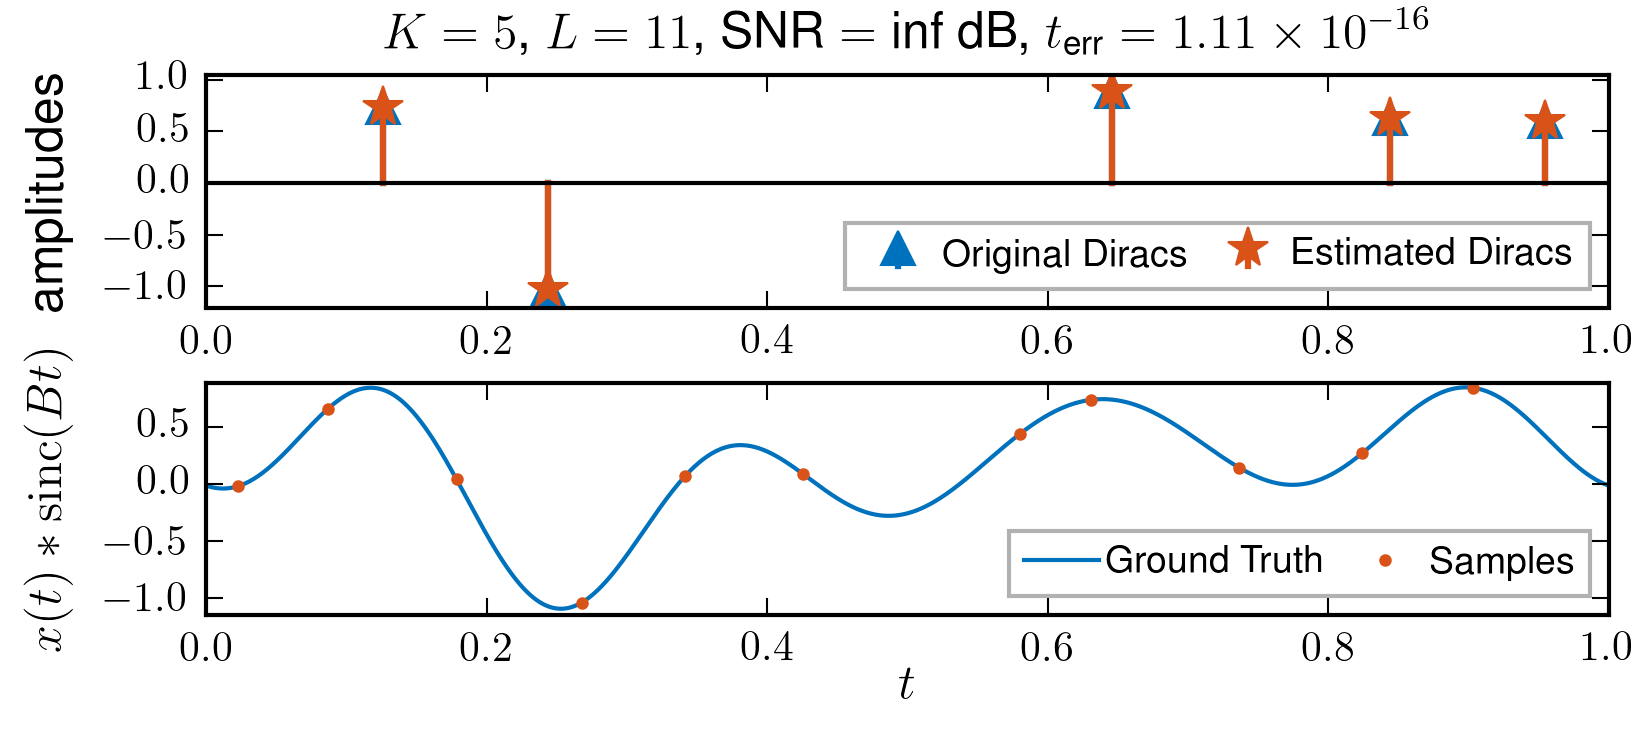 K = 5, L = 11, SNR = inf dB, t_err = 1.11 × 10^−16
amplitudes
1.0
0.5
0.0
−0.5
−1.0
Original Diracs
Estimated Diracs
0.0 0.2 0.4 0.6 0.8 1.0
x(t) ∗ sinc(Bt)
0.5
0.0
−0.5
−1.0
Ground Truth
Samples
0.0 0.2 0.4 0.6 0.8 1.0
t